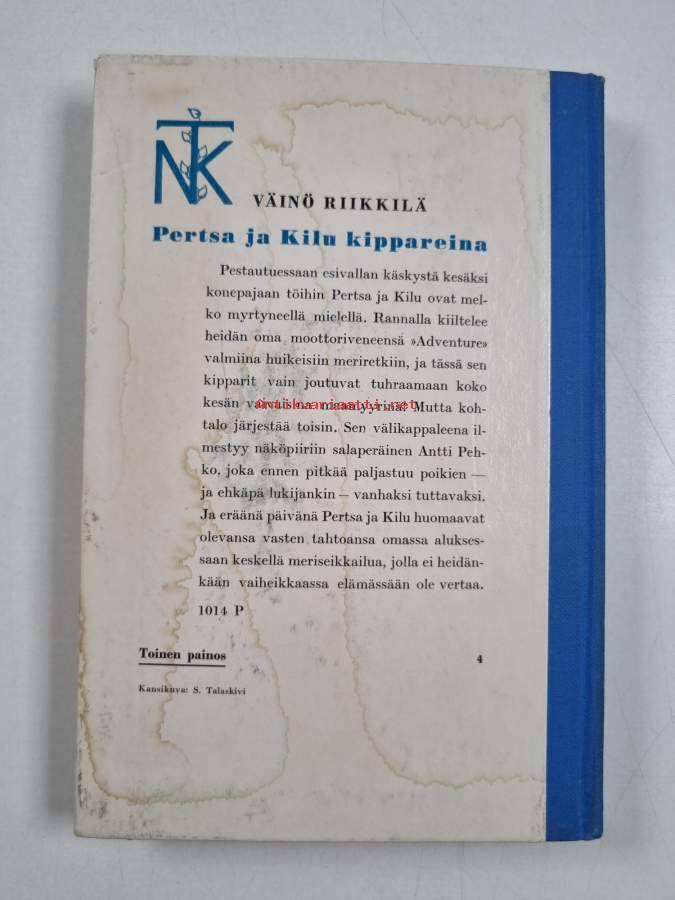 NTK
VÄINÖ RIIKKILÄ
Pertsa ja Kilu kippareina
Pestautuessaan esivallan käskystä kesäksi
konepajaan töihin Pertsa ja Kilu ovat mel-
ko myrtyneellä mielellä. Rannalla kiiltelee
heidän oma moottoriveneensä »Adventure»
valmiina huikeisiin meriretkiin, ja tässä sen
kipparit vain joutuvat tuhraamaan koko
kesän vaivaisina Mutta koh-
antikvariaatti.net
talo järjestää toisin. Sen välikappaleena il-
mestyy näköpiiriin salaperäinen Antti Peh-
ko, joka ennen pitkää paljastuu poikien —
ja ehkäpä lukijankin — vanhaksi tuttavaksi.
Ja eräänä päivänä Pertsa ja Kilu huomaavat
olevansa vasten tahtoansa omassa alukses-
saan keskellä meriseikkailua, jolla ei heidän-
kään vaiheikkaassa elämässään ole vertaa.
1014 P
Toinen painos 4
Kansikuva: S. Talaskivi